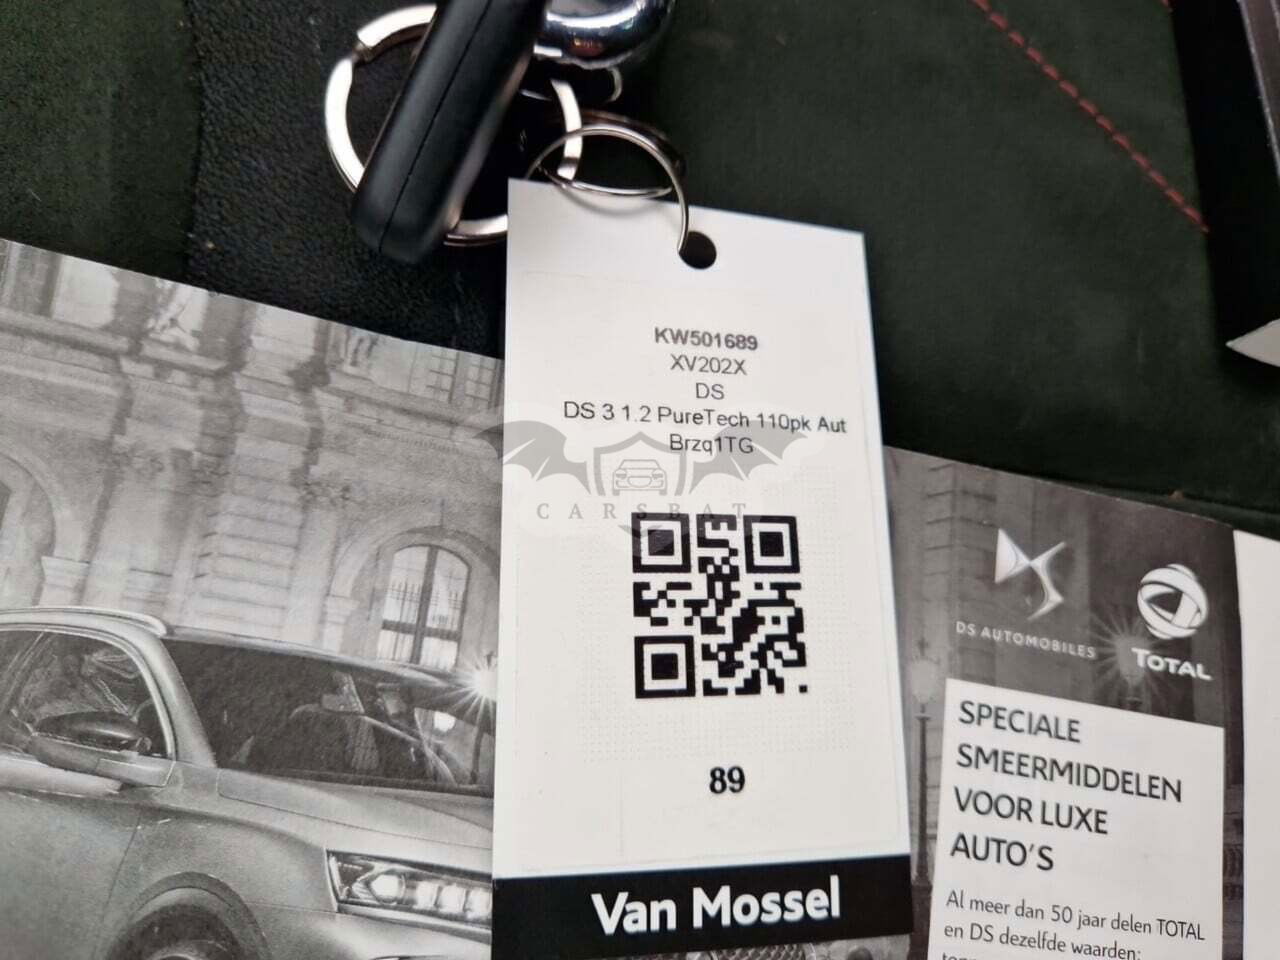 KW501689
XV202X
DS
DS 3 1.2 PureTech 110pk Aut
Brzq1TG
CARSBAT
89
Van Mossel
DS AUTOMOBILES
TOTAL
SPECIALE
SMEERMIDDELEN
VOOR LUXE
AUTO'S
Al meer dan 50 jaar delen TOTAL
en DS dezelfde waarden: